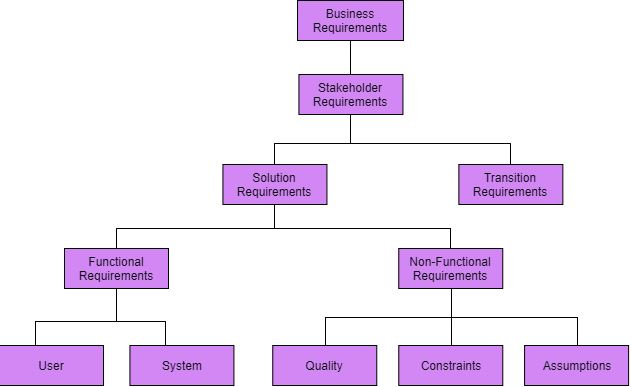 Business
Requirements
Stakeholder
Requirements
Solution
Requirements
Transition
Requirements
Functional
Requirements
Non-Functional
Requirements
User
System
Quality
Constraints
Assumptions